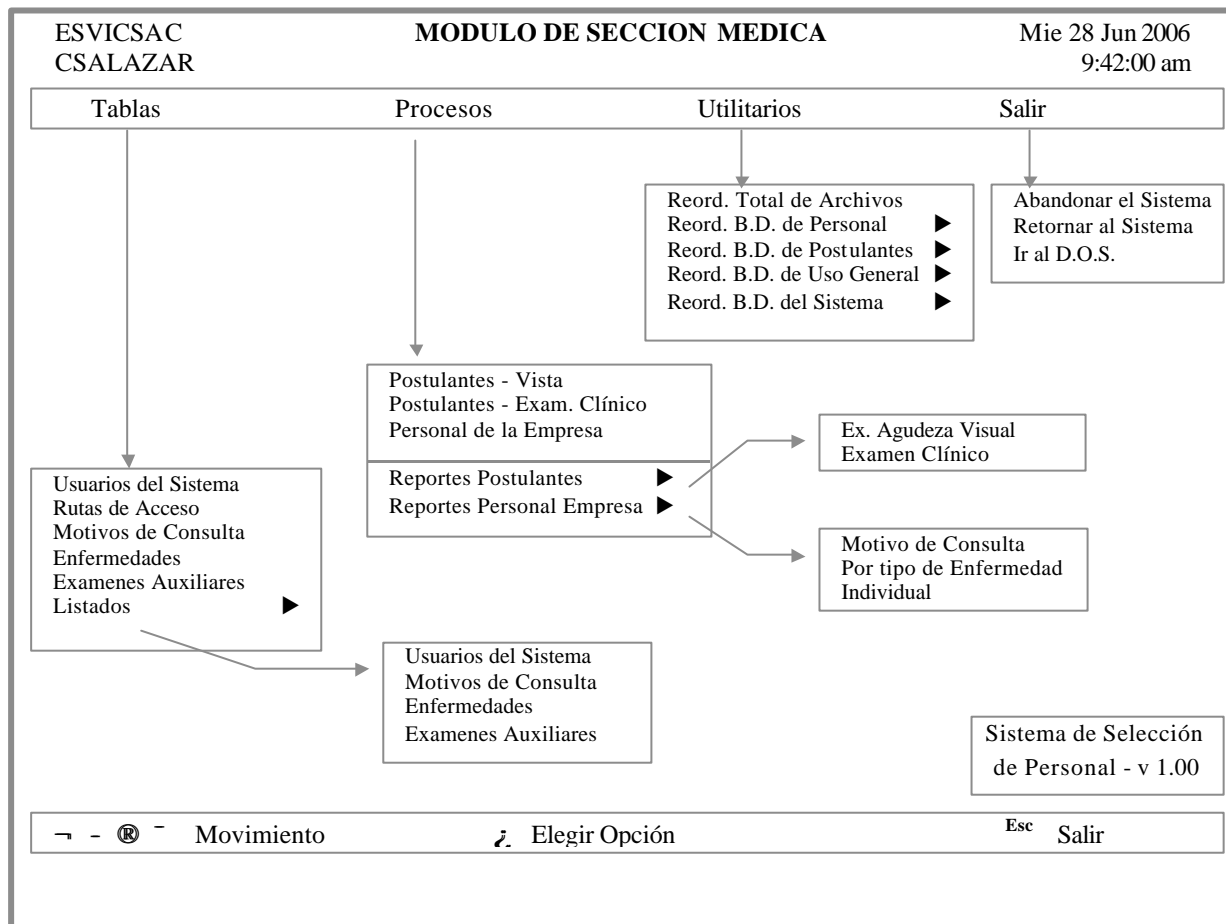 ESVICSAC MODULO DE SECCION MEDICA Mie 28 Jun 2006
CSALAZAR 9:42:00 am
Tablas Procesos Utilitarios Salir
Reord. Total de Archivos
Reord. B.D. de Personal ▶
Reord. B.D. de Postulantes ▶
Reord. B.D. de Uso General ▶
Reord. B.D. del Sistema ▶
Abandonar el Sistema
Retornar al Sistema
Ir al D.O.S.
Postulantes - Vista
Postulantes - Exam. Clínico
Personal de la Empresa
Reportes Postulantes ▶
Reportes Personal Empresa ▶
Ex. Agudeza Visual
Examen Clínico
Motivo de Consulta
Por tipo de Enfermedad
Individual
Usuarios del Sistema
Rutas de Acceso
Motivos de Consulta
Enfermedades
Examenes Auxiliares
Listados ▶
Usuarios del Sistema
Motivos de Consulta
Enfermedades
Examenes Auxiliares
Sistema de Selección
de Personal - v 1.00
¬ - ® ¯ Movimiento ¿ Elegir Opción Esc Salir